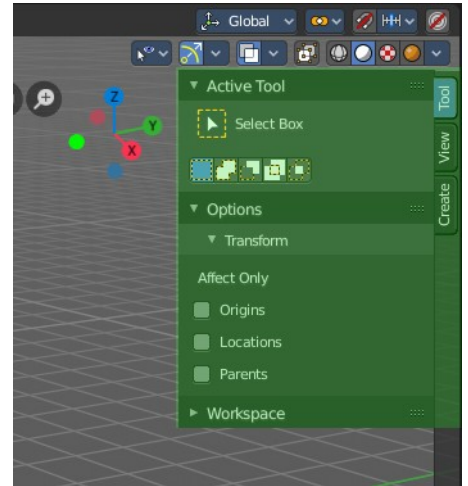 Global
Z
Y
X
Active Tool
Select Box
Options
Transform
Affect Only
Origins
Locations
Parents
Workspace
Tool
View
Create